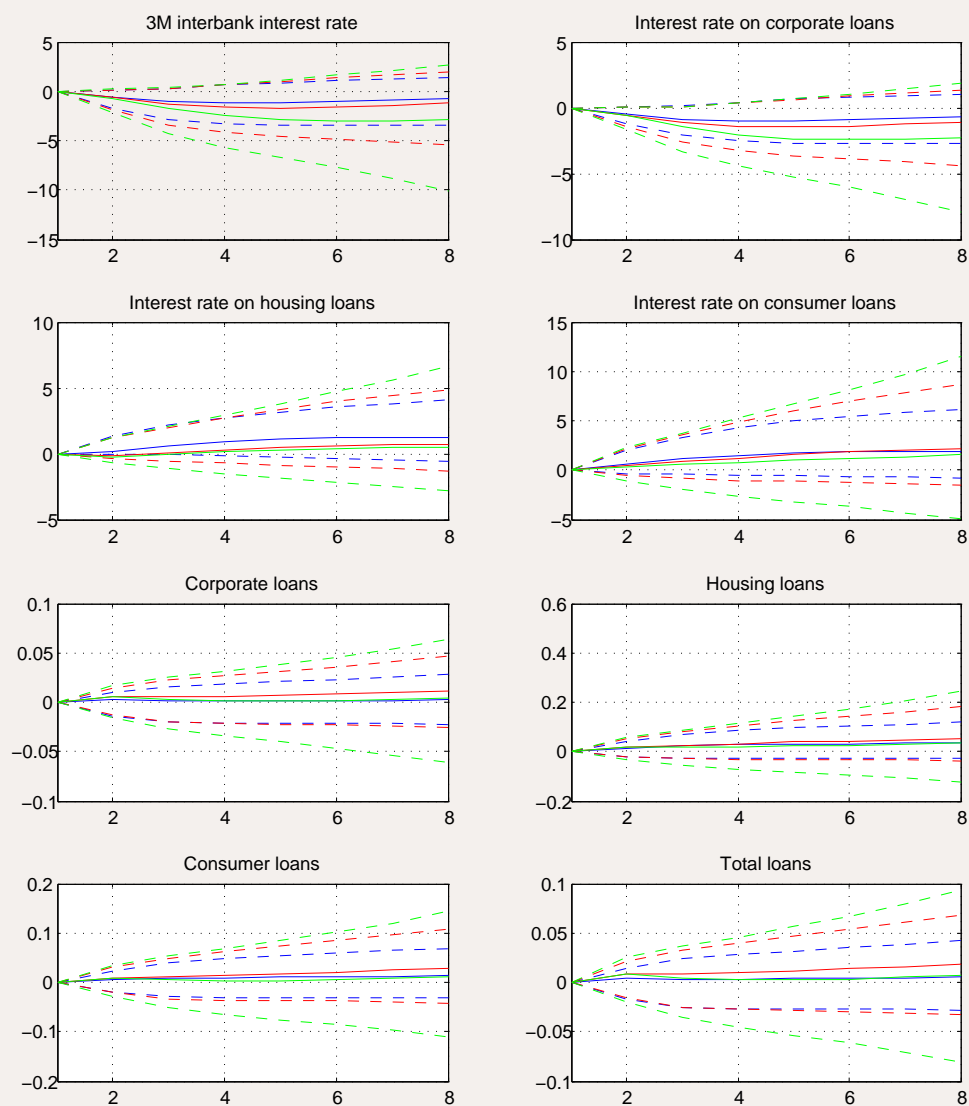 3M interbank interest rate
5
0
−5
−10
−15
2 4 6 8
Interest rate on corporate loans
5
0
−5
−10
2 4 6 8
Interest rate on housing loans
10
5
0
−5
2 4 6 8
Interest rate on consumer loans
15
10
5
0
−5
2 4 6 8
Corporate loans
0.1
0.05
0
−0.05
−0.1
2 4 6 8
Housing loans
0.6
0.4
0.2
0
−0.2
2 4 6 8
Consumer loans
0.2
0.1
0
−0.1
−0.2
2 4 6 8
Total loans
0.1
0.05
0
−0.05
−0.1
2 4 6 8